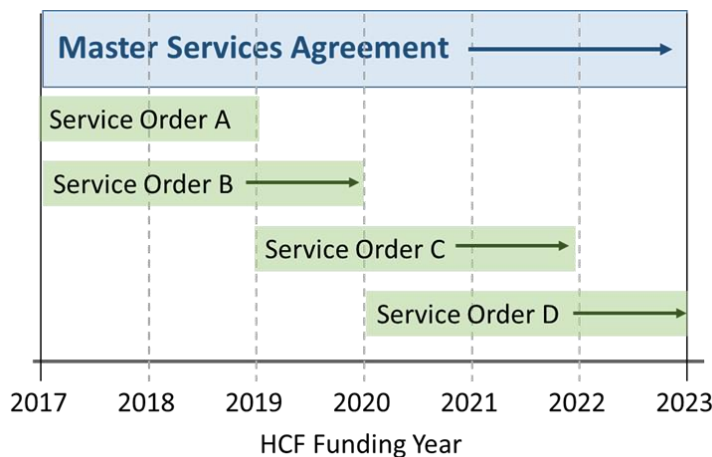 Master Services Agreement
Service Order A
Service Order B
Service Order C
Service Order D
2017 2018 2019 2020 2021 2022 2023
HCF Funding Year